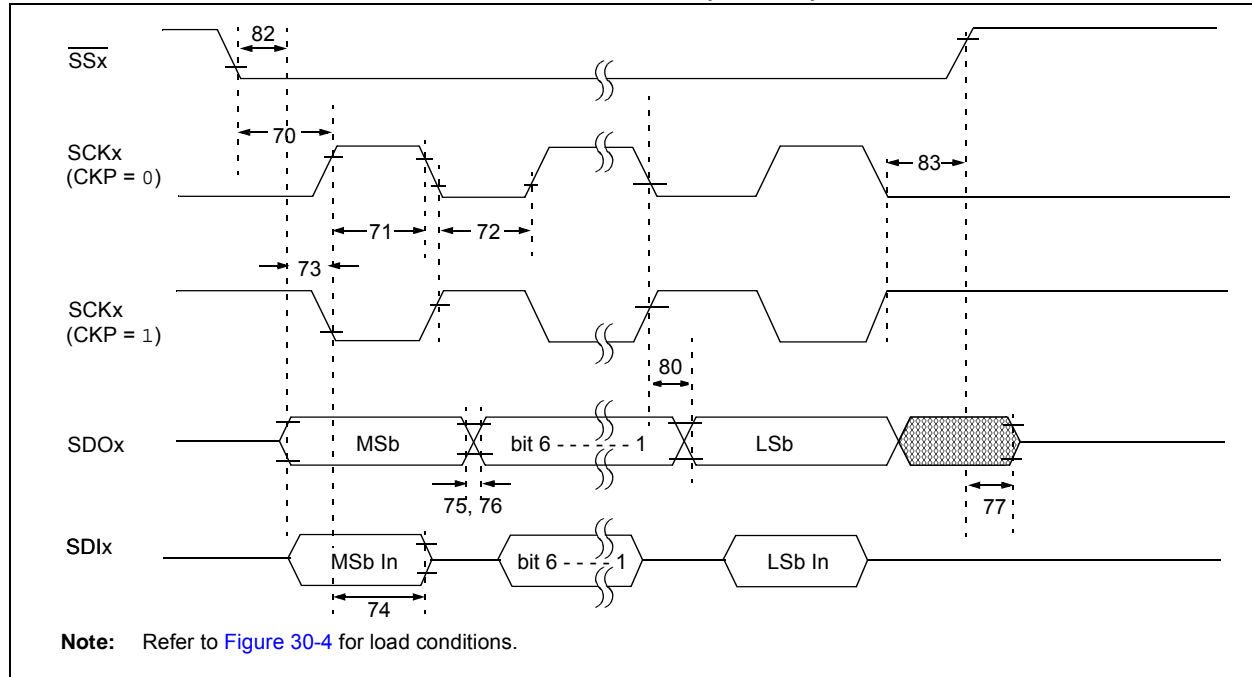 82
SSx
70
SCKx
(CKP = 0)
83
71
72
73
SCKx
(CKP = 1)
80
SDOx
MSb
bit 6 - - - - - - 1
LSb
75, 76
77
SDIx
MSb In
bit 6 - - - - 1
LSb In
74
Note: Refer to Figure 30-4 for load conditions.